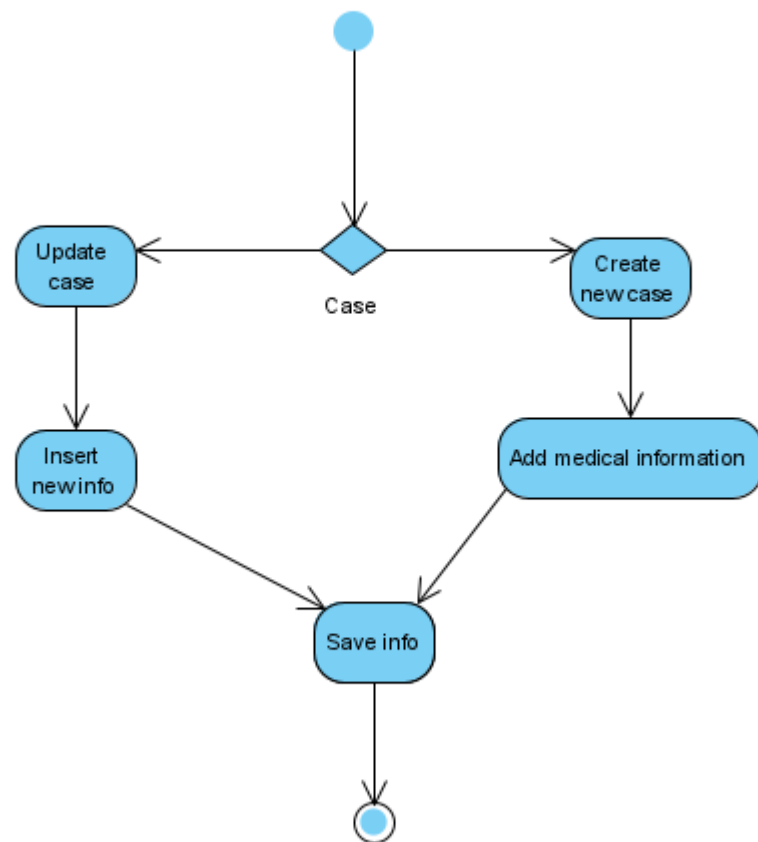 Update
case
Case
Create
new case
Insert
new info
Add medical information
Save info